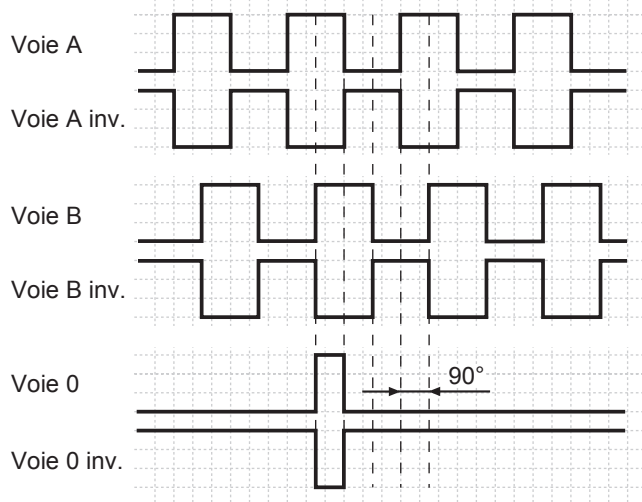 Voie A
Voie A inv.
Voie B
Voie B inv.
Voie 0
90°
Voie 0 inv.